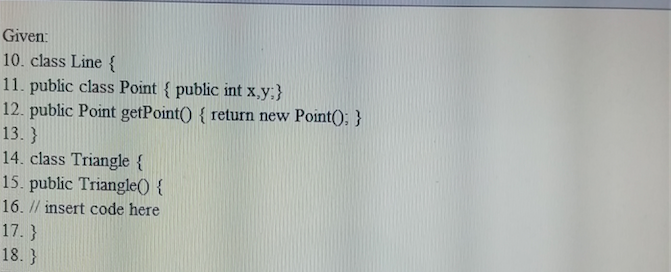 Given:
10. class Line {
11. public class Point { public int x,y;}
12. public Point getPoint() { return new Point(); }
13. }
14. class Triangle {
15. public Triangle() {
16. // insert code here
17. }
18. }